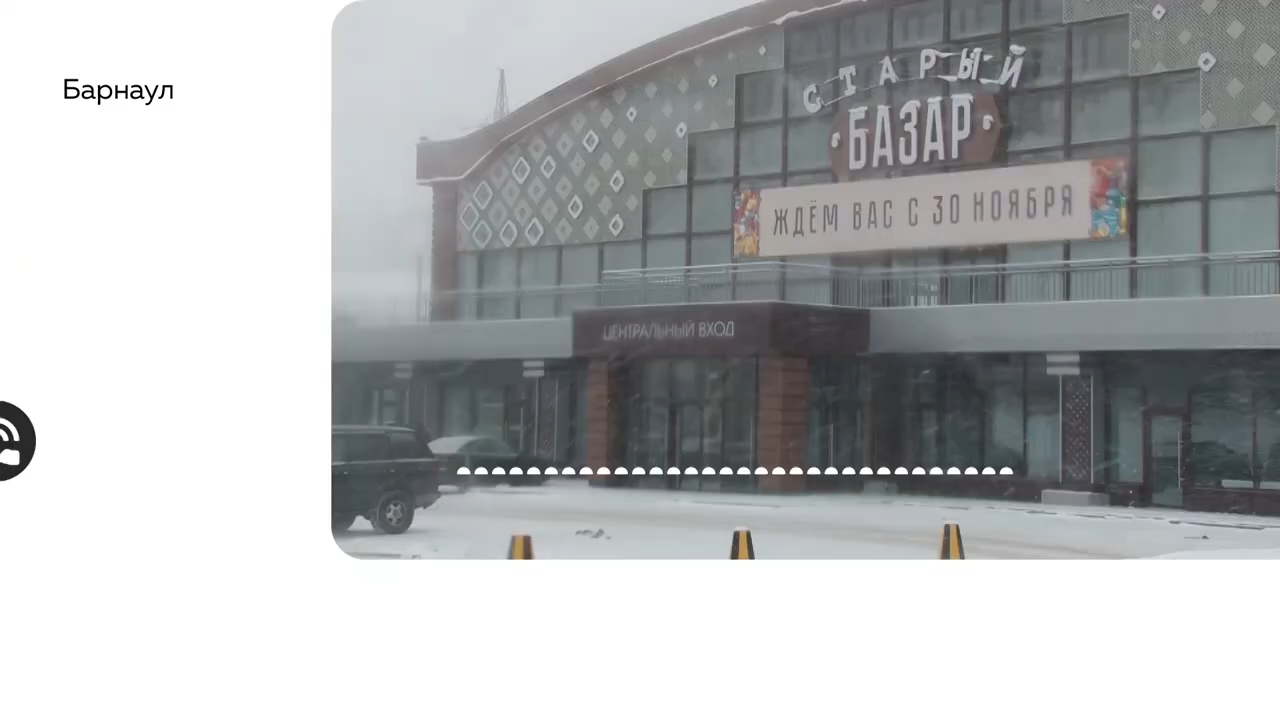 Барнаул
СТАРЫЙ
БАЗАР
ЖДЁМ ВАС С 30 НОЯБРЯ
ЦЕНТРАЛЬНЫЙ ВХОД